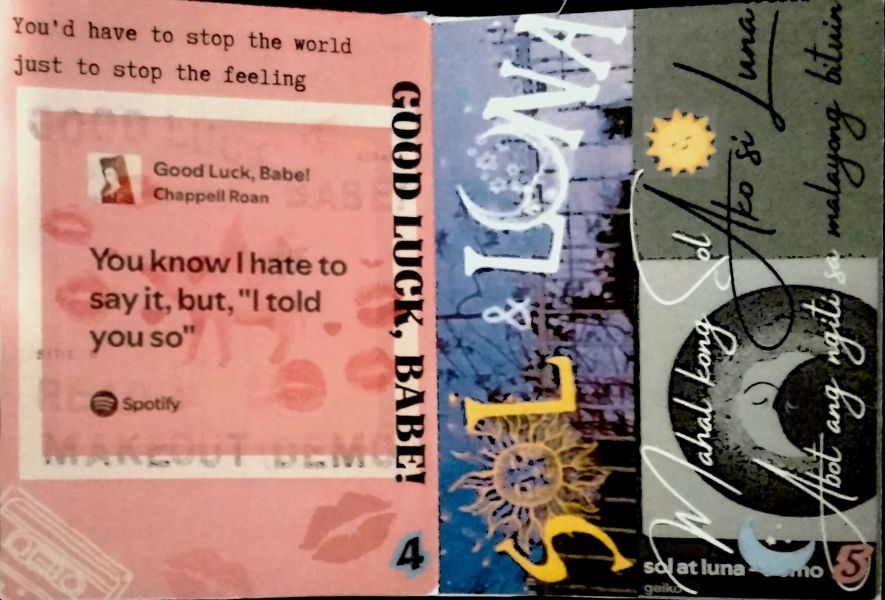 You'd have to stop the world
just to stop the feeling
GOOD LUCK, BABE!
Good Luck, Babe!
Chappell Roan
You know I hate to
say it, but, "I told
you so"
Spotify
MAKEOUT DEMO
4
SOL & LUNA
Mahal kong Sol
Ako si Luna
Abot ang ngiti sa malayong bituin
sol at luna
geiko
5